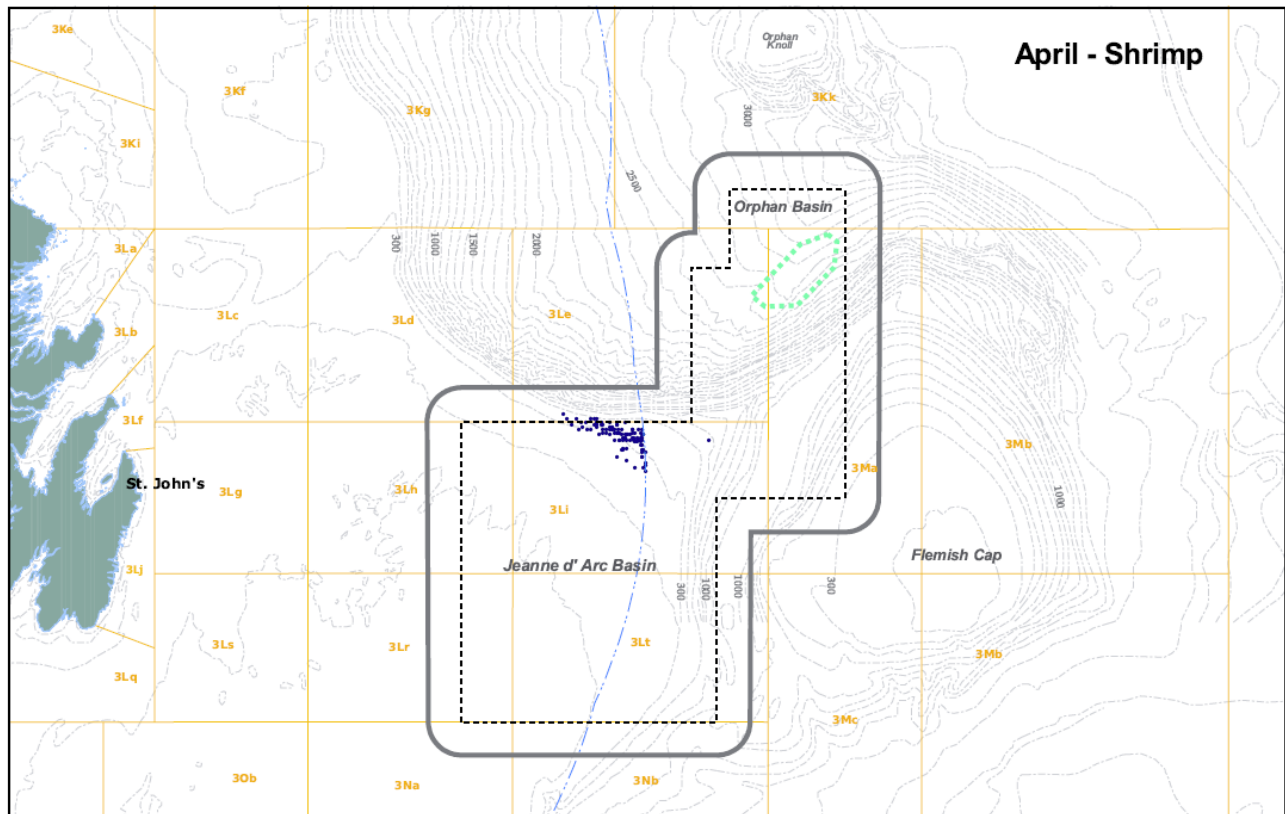 3Ke
Orphan
Knoll
April - Shrimp
3Kf
3Kg
3Kk
3000
3Ki
2500
Orphan Basin
3La
300
1000
1500
2000
3Lb
3Lc
3Ld
3Le
3Lf
3Ma
3Mb
St. John's
3Lg
3Lh
3Li
1000
Jeanne d' Arc Basin
Flemish Cap
3Lj
300
1000
1000
300
3Ls
3Lr
3Lt
3Mb
3Lq
3Mc
3Ob
3Na
3Nb